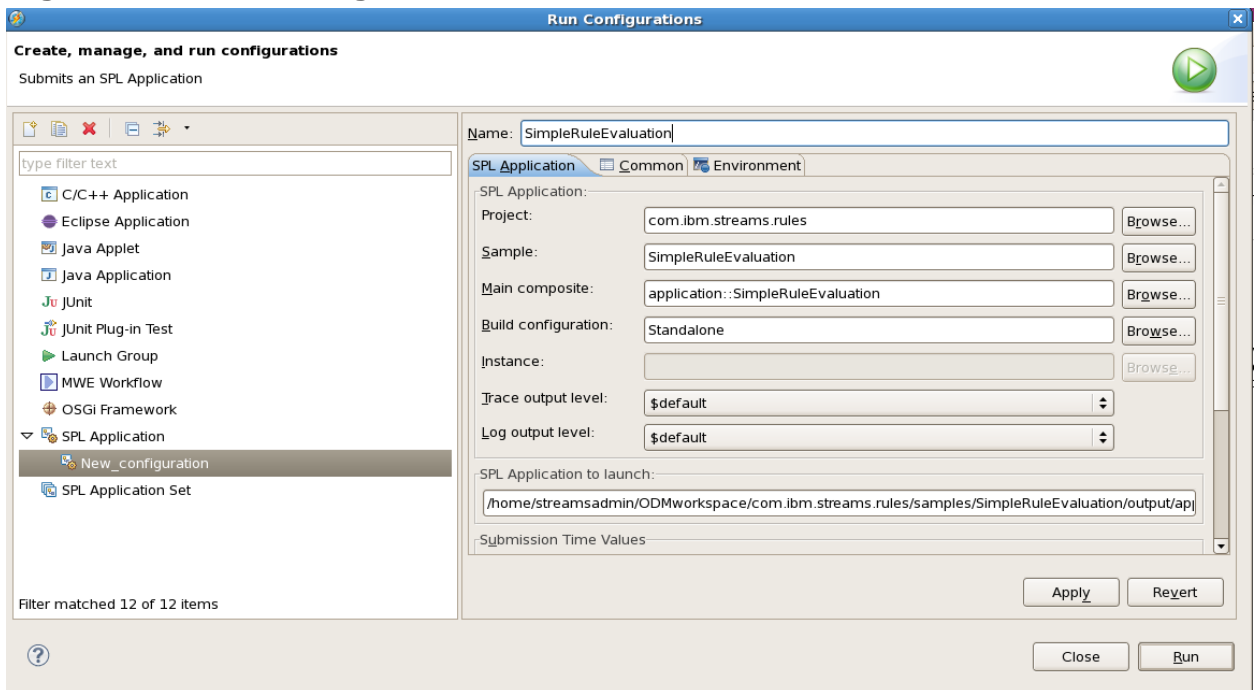 Run Configurations
Create, manage, and run configurations
Submits an SPL Application
type filter text
C/C++ Application
Eclipse Application
Java Applet
Java Application
JUnit
JUnit Plug-in Test
Launch Group
MWE Workflow
OSGi Framework
SPL Application
New_configuration
SPL Application Set
Filter matched 12 of 12 items
Name: SimpleRuleEvaluation
SPL Application Common Environment
SPL Application:
Project: com.ibm.streams.rules Browse...
Sample: SimpleRuleEvaluation Browse...
Main composite: application::SimpleRuleEvaluation Browse...
Build configuration: Standalone Browse...
Instance: Browse...
Trace output level: $default
Log output level: $default
SPL Application to launch:
/home/streamsadmin/ODMworkspace/com.ibm.streams.rules/samples/SimpleRuleEvaluation/output/app
Submission Time Values
Apply Revert
Close Run